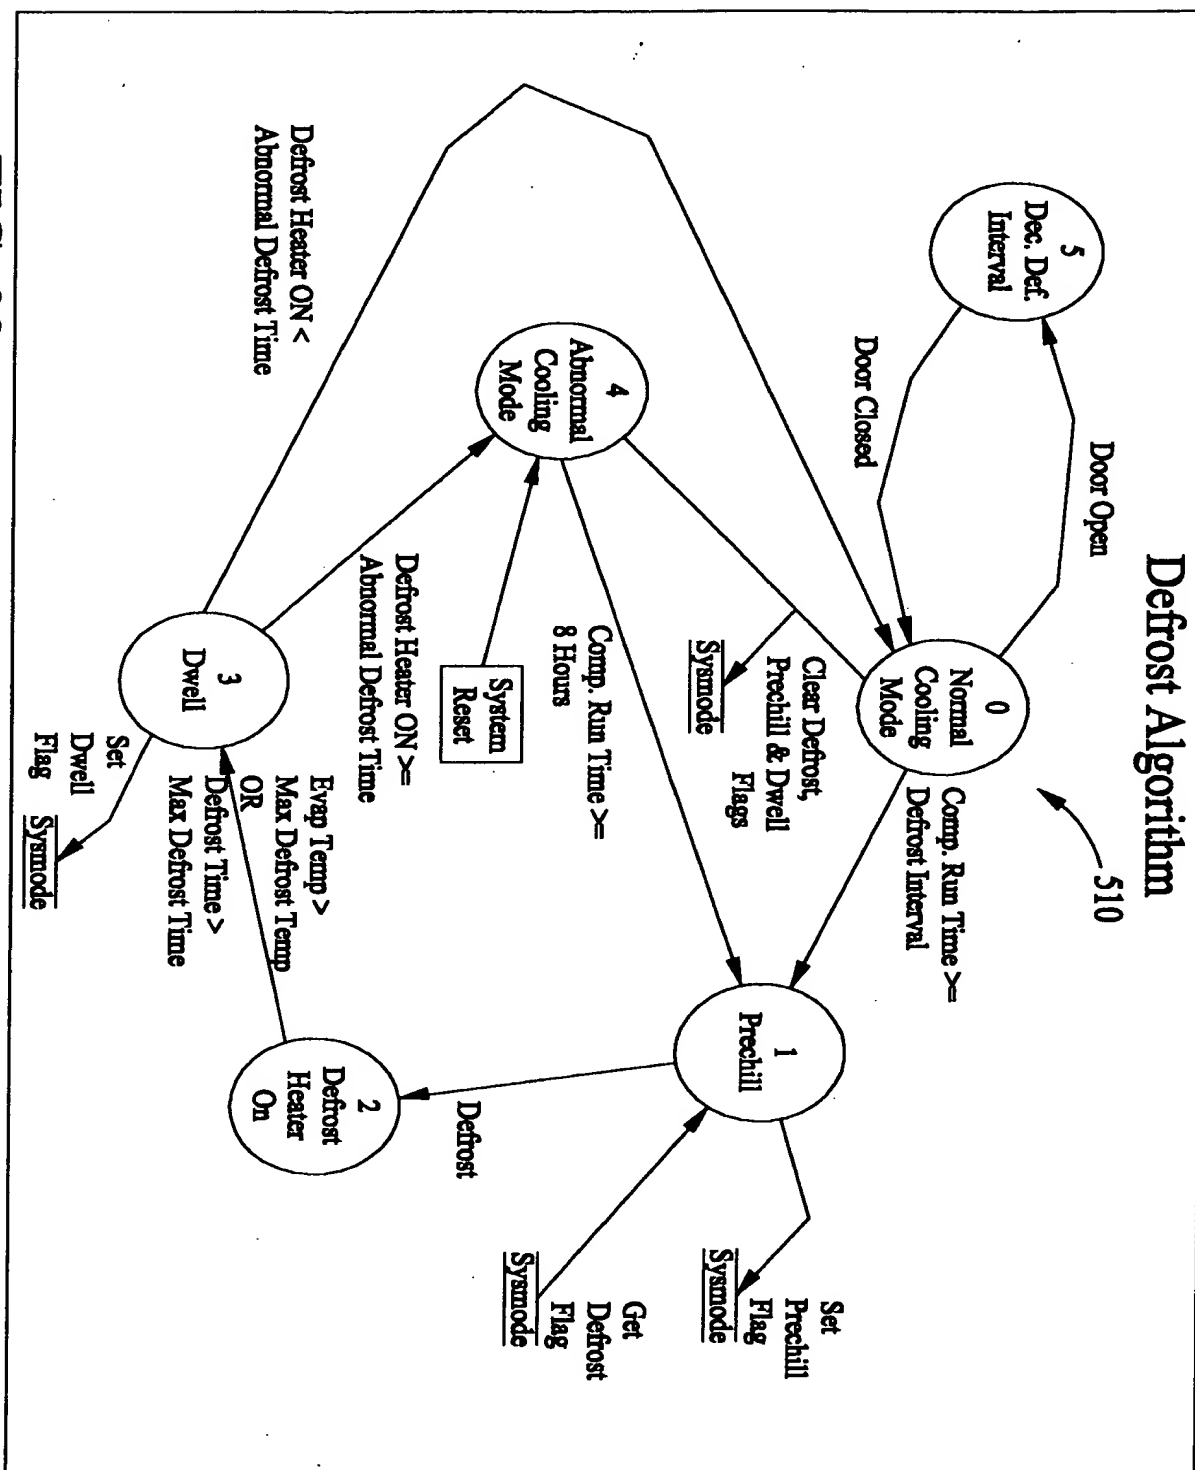 Defrost Algorithm
510
5
Dec. Def.
Interval
Door Open
Door Closed
0
Normal
Cooling
Mode
Comp. Run Time >=
Defrost Interval
Clear Defrost,
Prechill & Dwell
Flags
Sysmode
1
Prechill
Set
Prechill
Flag
Sysmode
Get
Defrost
Flag
Sysmode
4
Abnormal
Cooling
Mode
Comp. Run Time >=
8 Hours
System
Reset
Defrost Heater ON >=
Abnormal Defrost Time
Defrost Heater ON <
Abnormal Defrost Time
Defrost
2
Defrost
Heater
On
3
Dwell
Evap Temp >
Max Defrost Temp
OR
Defrost Time >
Max Defrost Time
Set
Dwell
Flag
Sysmode